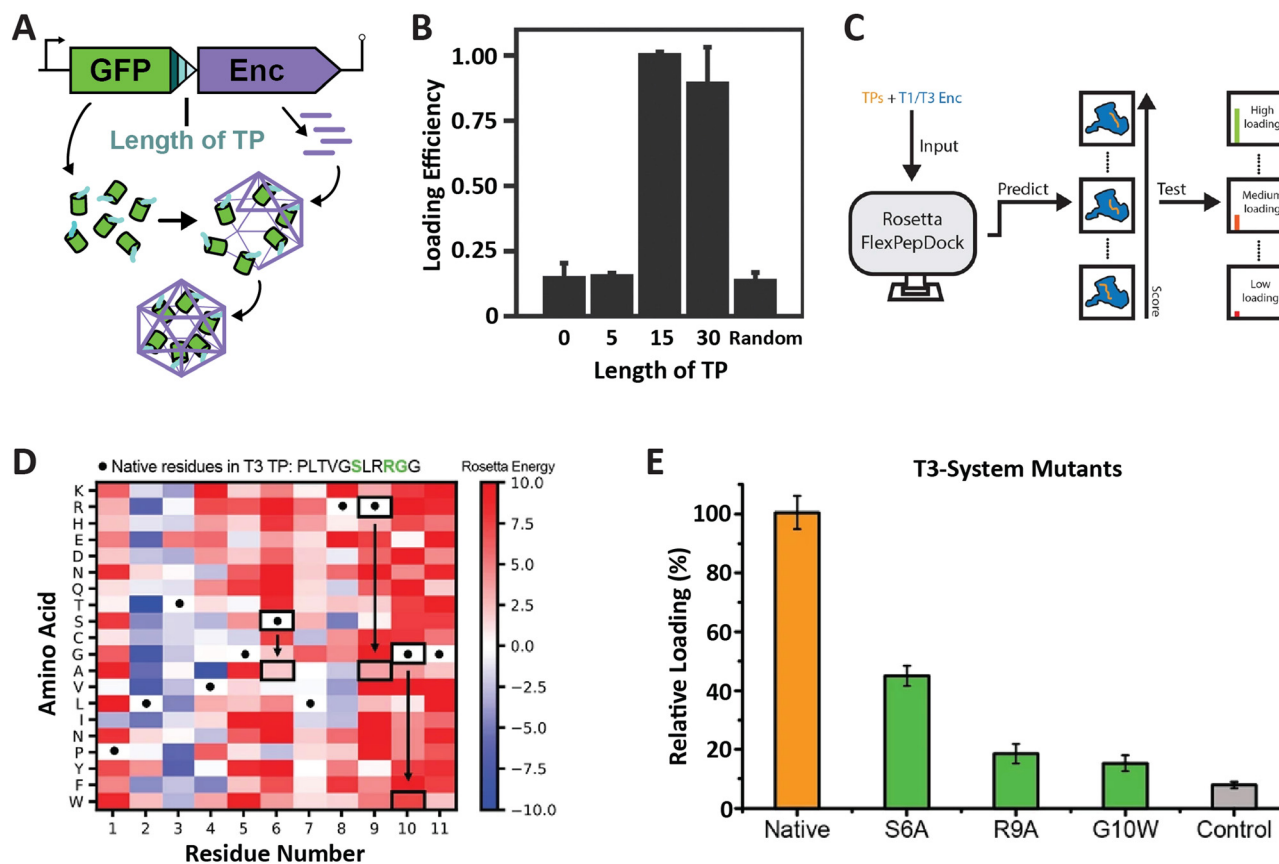 A
GFP
Enc
Length of TP
B
Loading Efficiency
1.00
0.75
0.50
0.25
0
0 5 15 30 Random
Length of TP
C
TPs + T1/T3 Enc
Input
Rosetta
FlexPepDock
Predict
Score
Test
High
loading
Medium
loading
Low
loading
D
• Native residues in T3 TP: PLTVGSLRRGG
Rosetta Energy
Amino Acid
K
R
H
E
D
N
Q
T
S
C
G
A
V
L
I
N
P
Y
F
W
1 2 3 4 5 6 7 8 9 10 11
Residue Number
10.0
7.5
5.0
2.5
0.0
−2.5
−5.0
−7.5
−10.0
E
T3-System Mutants
Relative Loading (%)
100
80
60
40
20
0
Native S6A R9A G10W Control